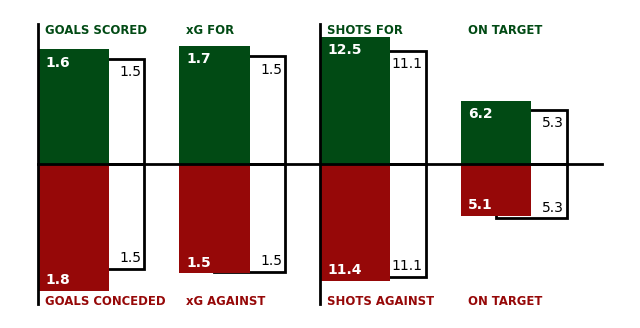 GOALS SCORED xG FOR SHOTS FOR ON TARGET
1.6 1.5 1.7 1.5 12.5 11.1 6.2 5.3
1.8 1.5 1.5 1.5 11.4 11.1 5.1 5.3
GOALS CONCEDED xG AGAINST SHOTS AGAINST ON TARGET